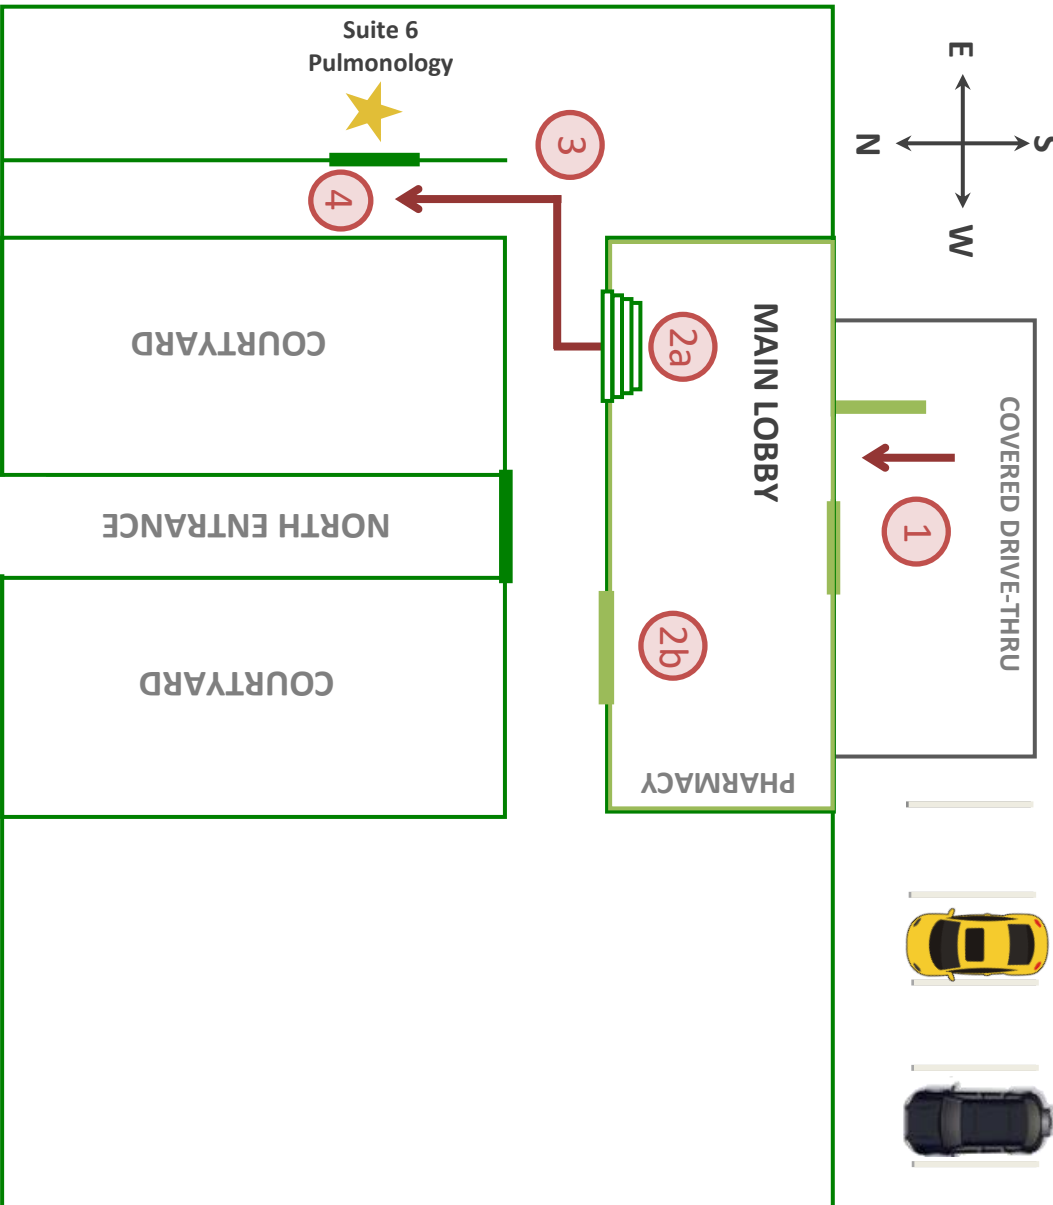 Suite 6
Pulmonology
E
N
S
W
3
4
COURTYARD
2a
MAIN LOBBY
COVERED DRIVE-THRU
NORTH ENTRANCE
1
2b
COURTYARD
PHARMACY